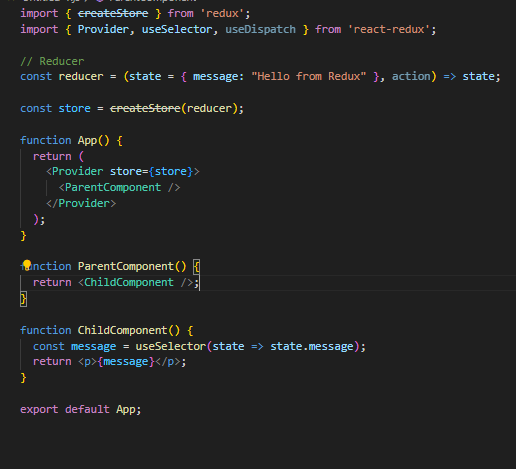 import { createStore } from 'redux';
import { Provider, useSelector, useDispatch } from 'react-redux';
// Reducer
const reducer = (state = { message: "Hello from Redux" }, action) => state;
const store = createStore(reducer);
function App() {
  return (
    <Provider store={store}>
      <ParentComponent />
    </Provider>
  );
}
function ParentComponent() {
  return <ChildComponent />;
}
function ChildComponent() {
  const message = useSelector(state => state.message);
  return <p>{message}</p>;
}
export default App;